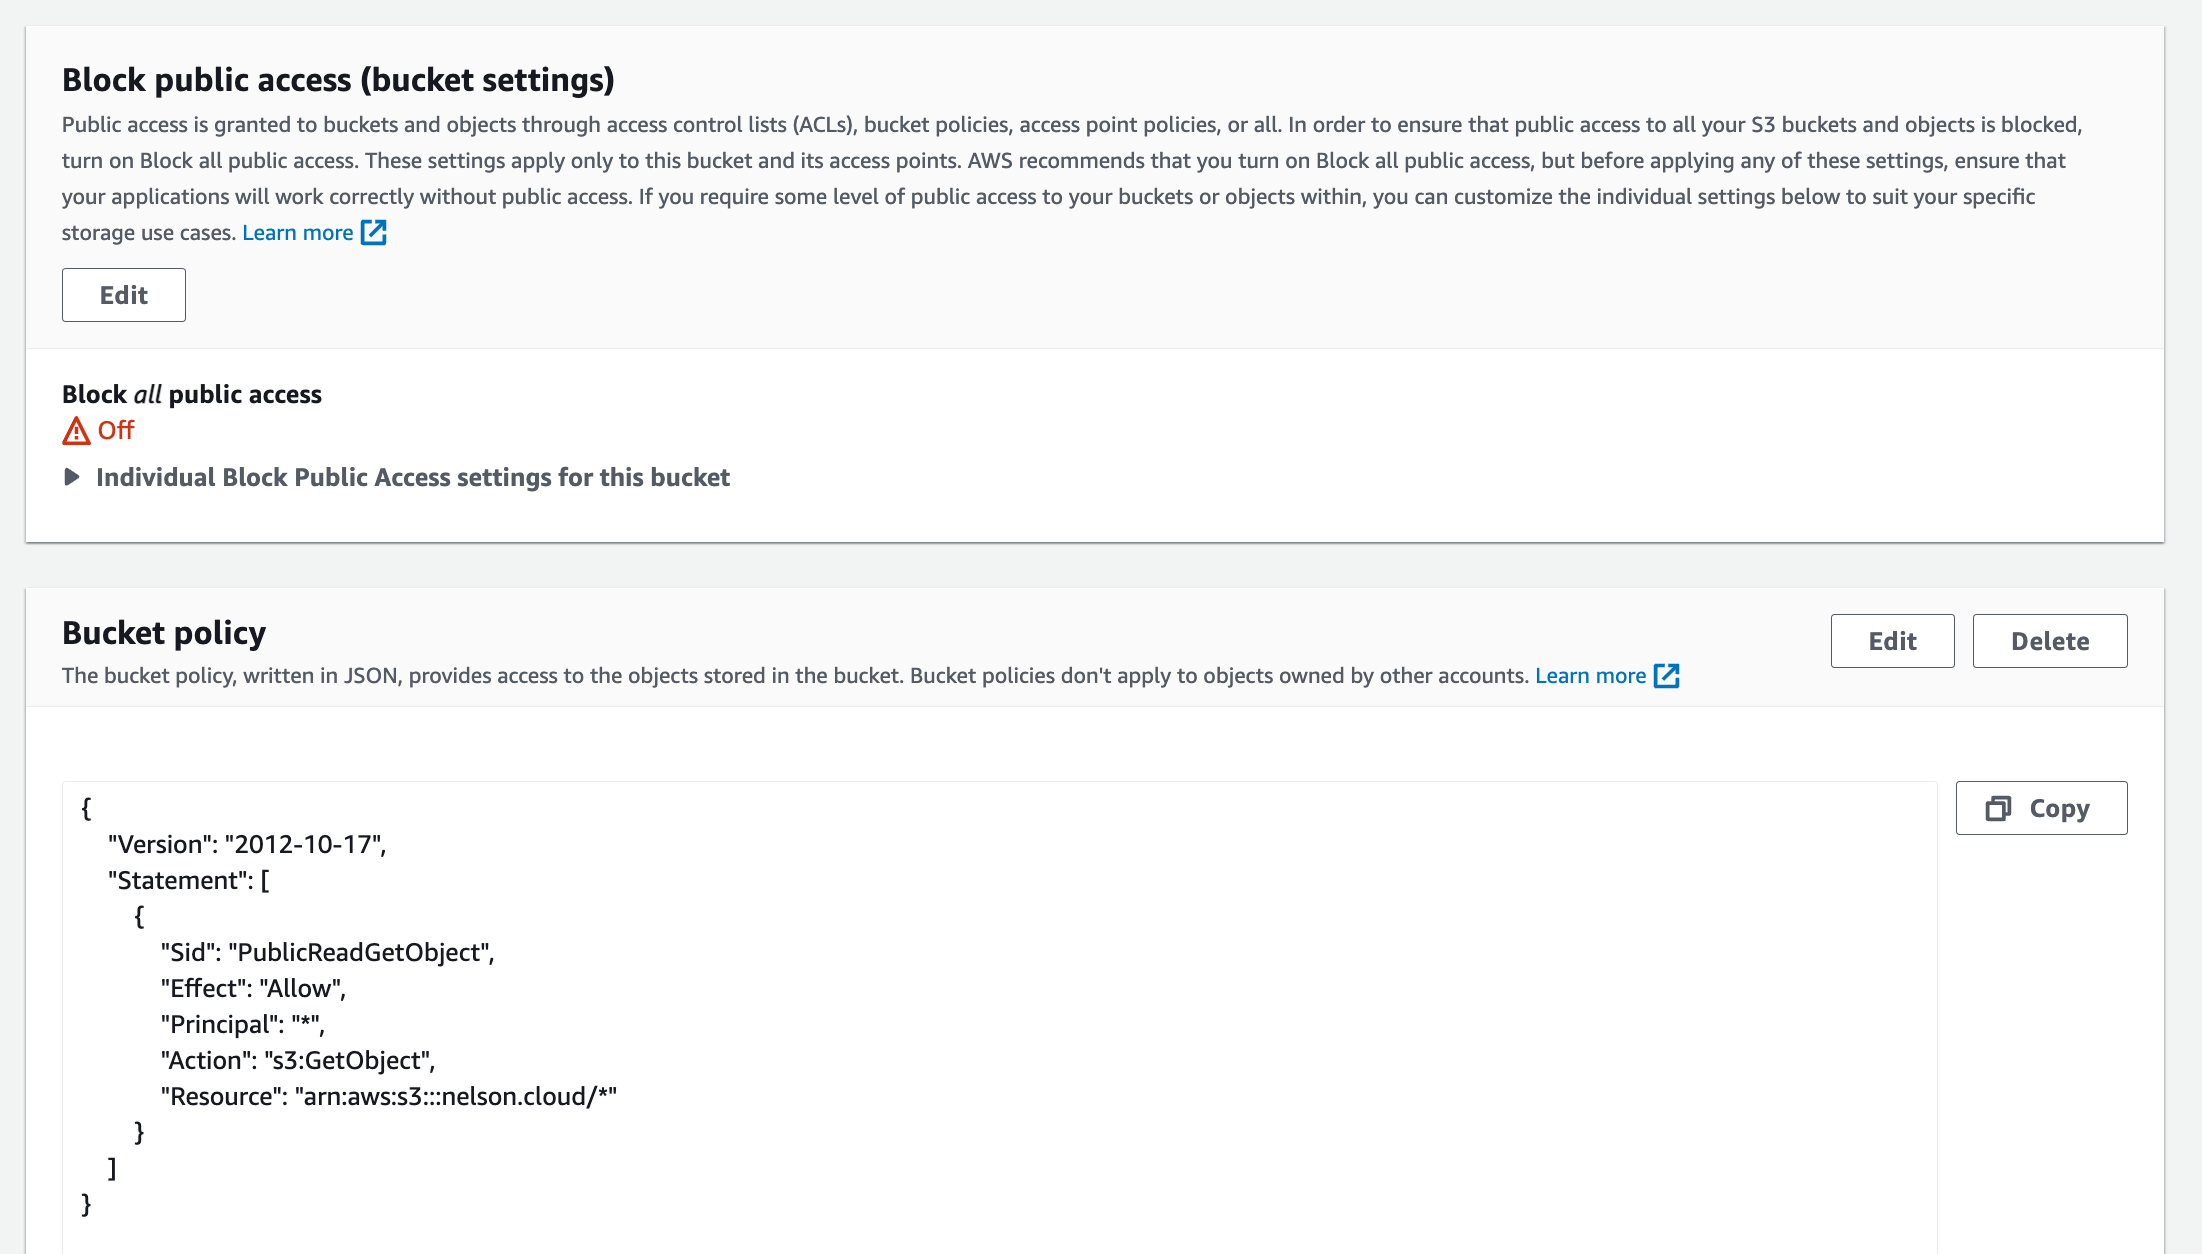 Block public access (bucket settings)
Public access is granted to buckets and objects through access control lists (ACLs), bucket policies, access point policies, or all. In order to ensure that public access to all your S3 buckets and objects is blocked,
turn on Block all public access. These settings apply only to this bucket and its access points. AWS recommends that you turn on Block all public access, but before applying any of these settings, ensure that
your applications will work correctly without public access. If you require some level of public access to your buckets or objects within, you can customize the individual settings below to suit your specific
storage use cases. Learn more
Edit
Block all public access
Off
Individual Block Public Access settings for this bucket
Bucket policy
Edit
Delete
The bucket policy, written in JSON, provides access to the objects stored in the bucket. Bucket policies don't apply to objects owned by other accounts. Learn more
Copy
{
    "Version": "2012-10-17",
    "Statement": [
        {
            "Sid": "PublicReadGetObject",
            "Effect": "Allow",
            "Principal": "*",
            "Action": "s3:GetObject",
            "Resource": "arn:aws:s3:::nelson.cloud/*"
        }
    ]
}